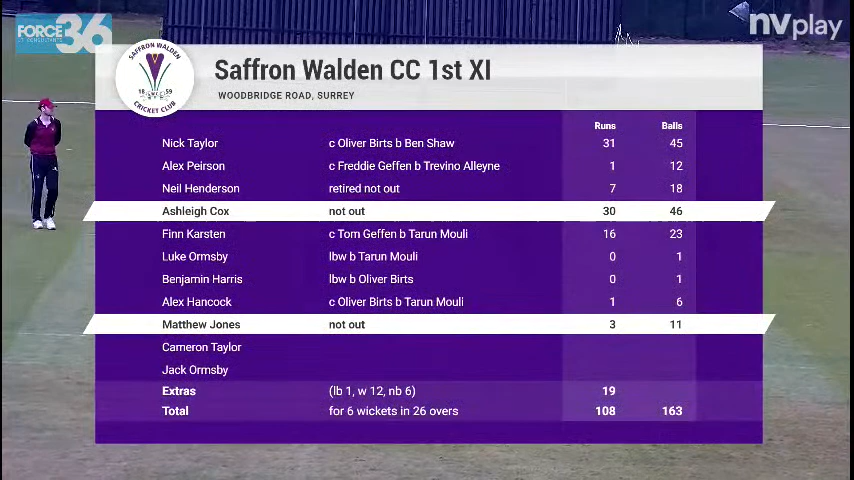 FORCE36
IT CONSULTANTS
nvplay
SAFFRON WALDEN
18 59
CRICKET CLUB
Saffron Walden CC 1st XI
WOODBRIDGE ROAD, SURREY
Runs Balls
Nick Taylor c Oliver Birts b Ben Shaw 31 45
Alex Peirson c Freddie Geffen b Trevino Alleyne 1 12
Neil Henderson retired not out 7 18
Ashleigh Cox not out 30 46
Finn Karsten c Tom Geffen b Tarun Mouli 16 23
Luke Ormsby lbw b Tarun Mouli 0 1
Benjamin Harris lbw b Oliver Birts 0 1
Alex Hancock c Oliver Birts b Tarun Mouli 1 6
Matthew Jones not out 3 11
Cameron Taylor
Jack Ormsby
Extras (lb 1, w 12, nb 6) 19
Total for 6 wickets in 26 overs 108 163